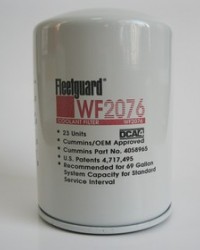 Fleetguard®
WF2076
COOLANT FILTER WF2076
• 23 Units DCA4
• Cummins/OEM Approved
• Cummins Part No. 4058965
• U.S. Patents 4,717,495
• Recommended for 69 Gallon
System Capacity for Standard
Service Interval